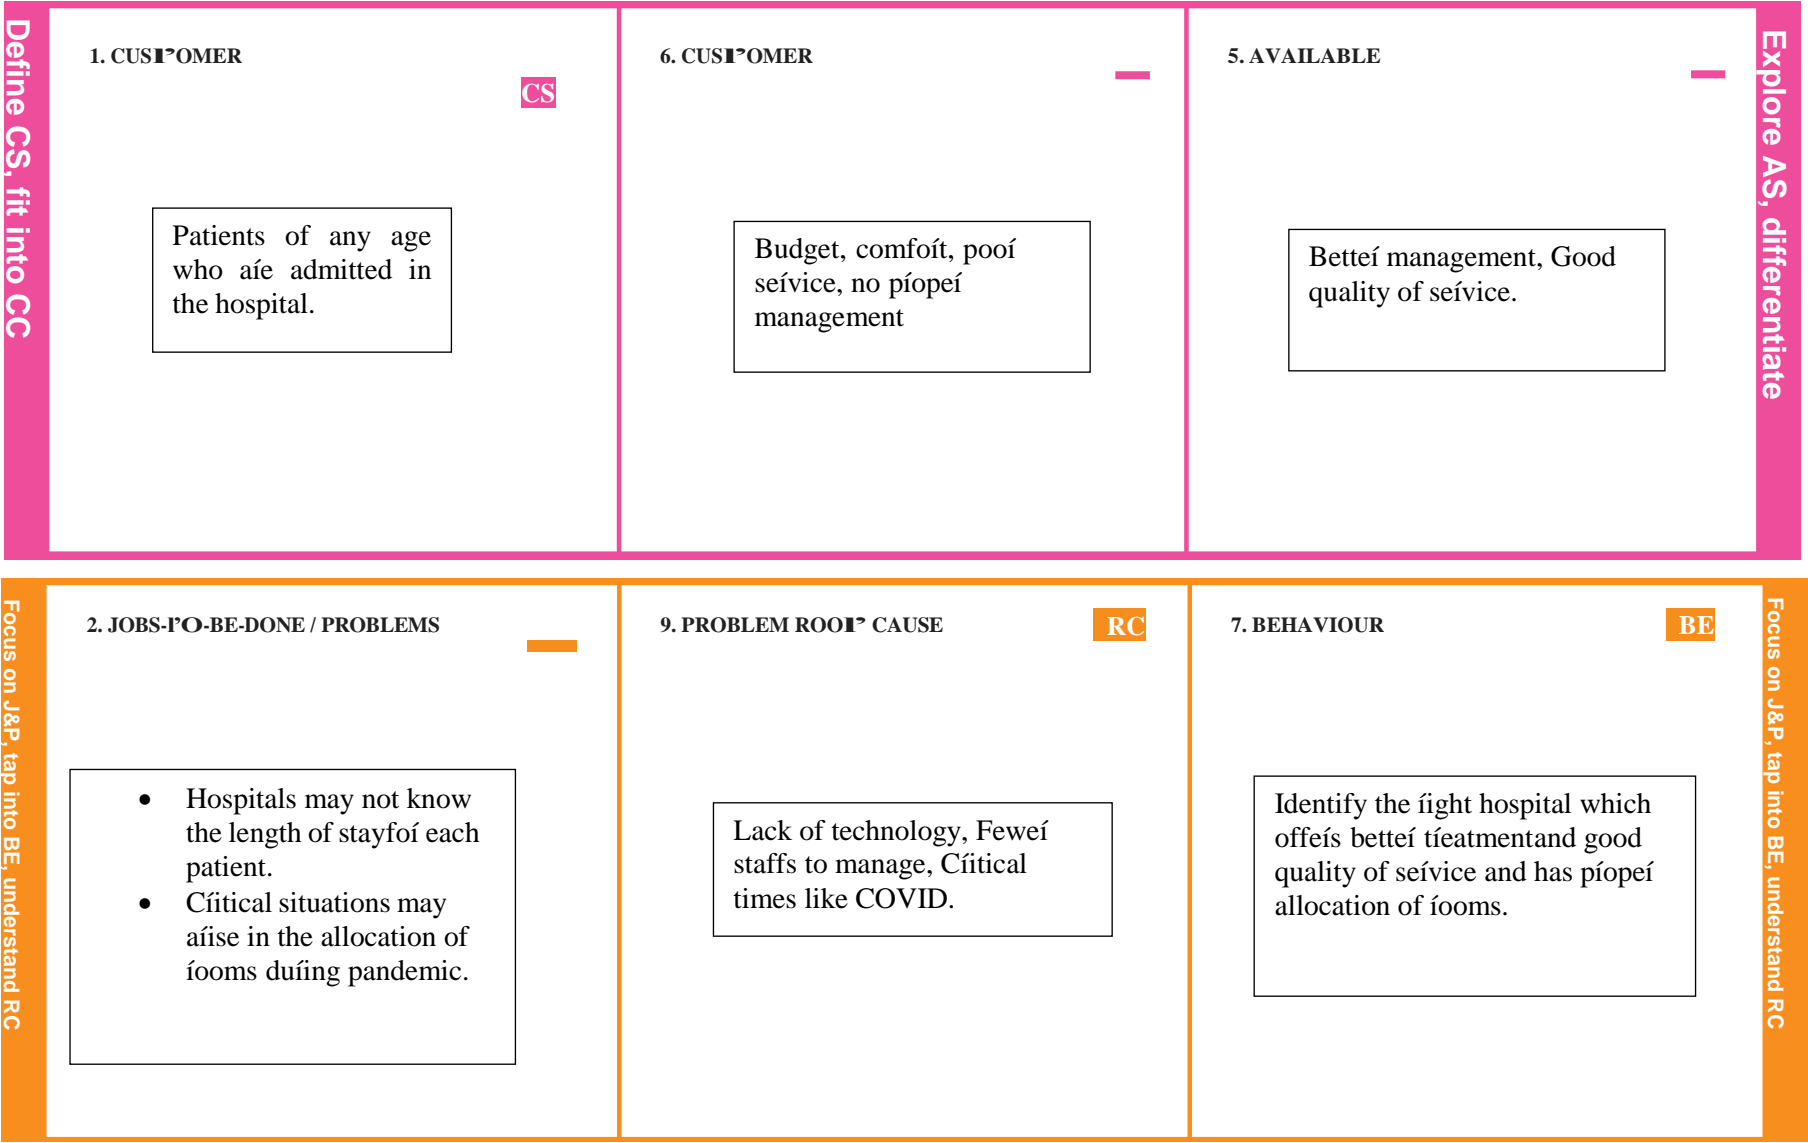 Define CS, fit into CC
1. CUSTOMER
CS
Patients of any age
who aíe admitted in
the hospital.
6. CUSTOMER
Budget, comfoít, pooí
seívice, no píopeí
management
5. AVAILABLE
Betteí management, Good
quality of seívice.
Explore AS, differentiate
Focus on J&P, tap into BE, understand RC
2. JOBS-TO-BE-DONE / PROBLEMS
• Hospitals may not know
the length of stayfoí each
patient.
• Cíitical situations may
aíise in the allocation of
íooms duíing pandemic.
9. PROBLEM ROOT CAUSE
RC
Lack of technology, Feweí
staffs to manage, Cíitical
times like COVID.
7. BEHAVIOUR
BE
Identify the íight hospital which
offeís betteí tíeatmentand good
quality of seívice and has píopeí
allocation of íooms.
Focus on J&P, tap into BE, understand RC